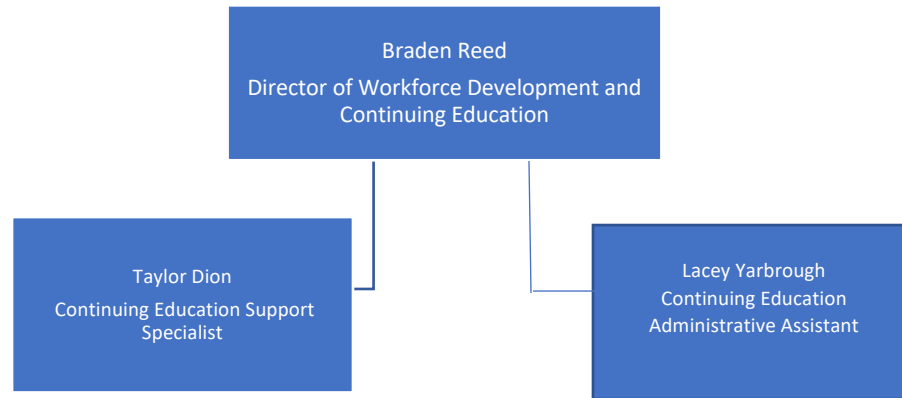 Braden Reed
Director of Workforce Development and
Continuing Education
Taylor Dion
Continuing Education Support
Specialist
Lacey Yarbrough
Continuing Education
Administrative Assistant